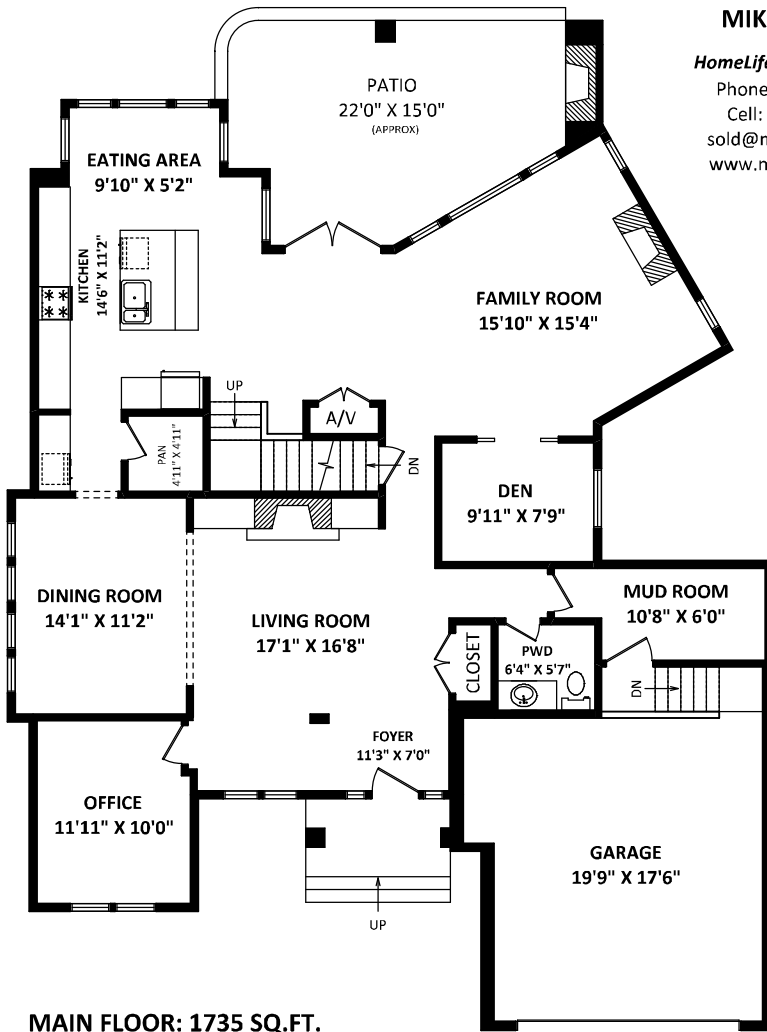 MIK
HomeLife
Phone
Cell:
sold@m
www.m
PATIO
22'0" X 15'0"
(APPROX)
EATING AREA
9'10" X 5'2"
KITCHEN
14'6" X 11'2"
FAMILY ROOM
15'10" X 15'4"
UP
A/V
PAN
4'11" X 4'11"
DN
DEN
9'11" X 7'9"
DINING ROOM
14'1" X 11'2"
LIVING ROOM
17'1" X 16'8"
MUD ROOM
10'8" X 6'0"
CLOSET
PWD
6'4" X 5'7"
DN
FOYER
11'3" X 7'0"
OFFICE
11'11" X 10'0"
GARAGE
19'9" X 17'6"
UP
MAIN FLOOR: 1735 SQ.FT.